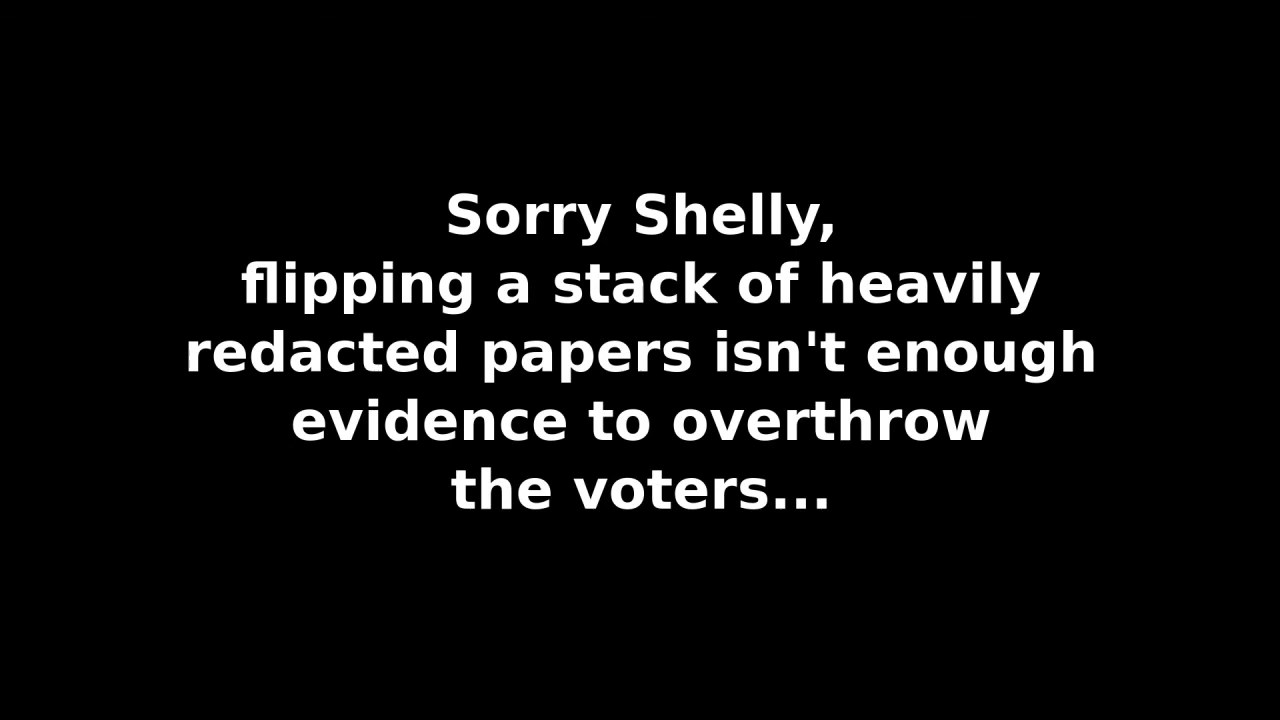 Sorry Shelly,
flipping a stack of heavily
redacted papers isn't enough
evidence to overthrow
the voters...